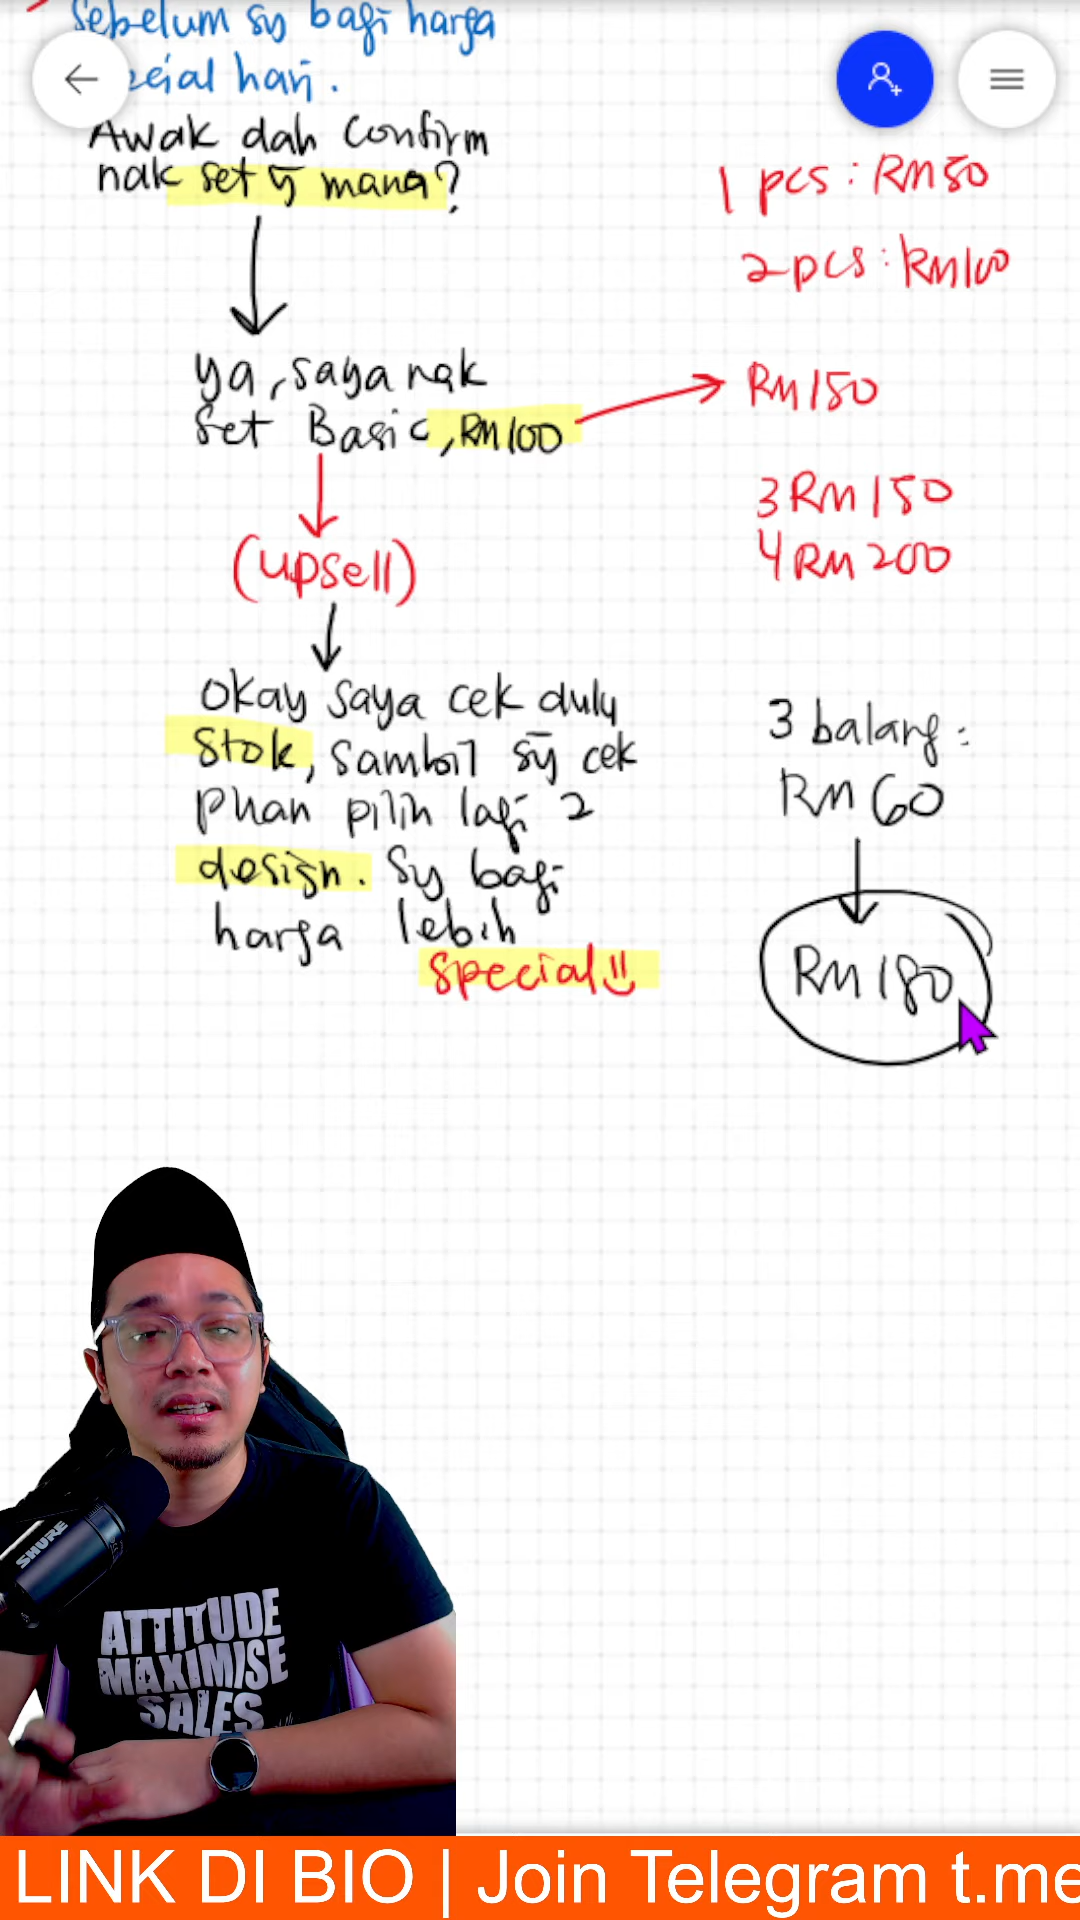 sebelum sy bagi harga
special hari.
Awak dah confirm
nak set yg mana?
ya, saya nak
set Basic, RM100
(upsell)
okay saya cek dulu
stok, sambil sy cek
puan pilih lagi 2
design. Sy bagi
harga lebih
special!!
1 pcs : RM50
2 pcs : RM100
RM150
3 RM150
4 RM200
3 balang :
RM60
RM180
SHURE
ATTITUDE
MAXIMISE
SALES
LINK DI BIO | Join Telegram t.me